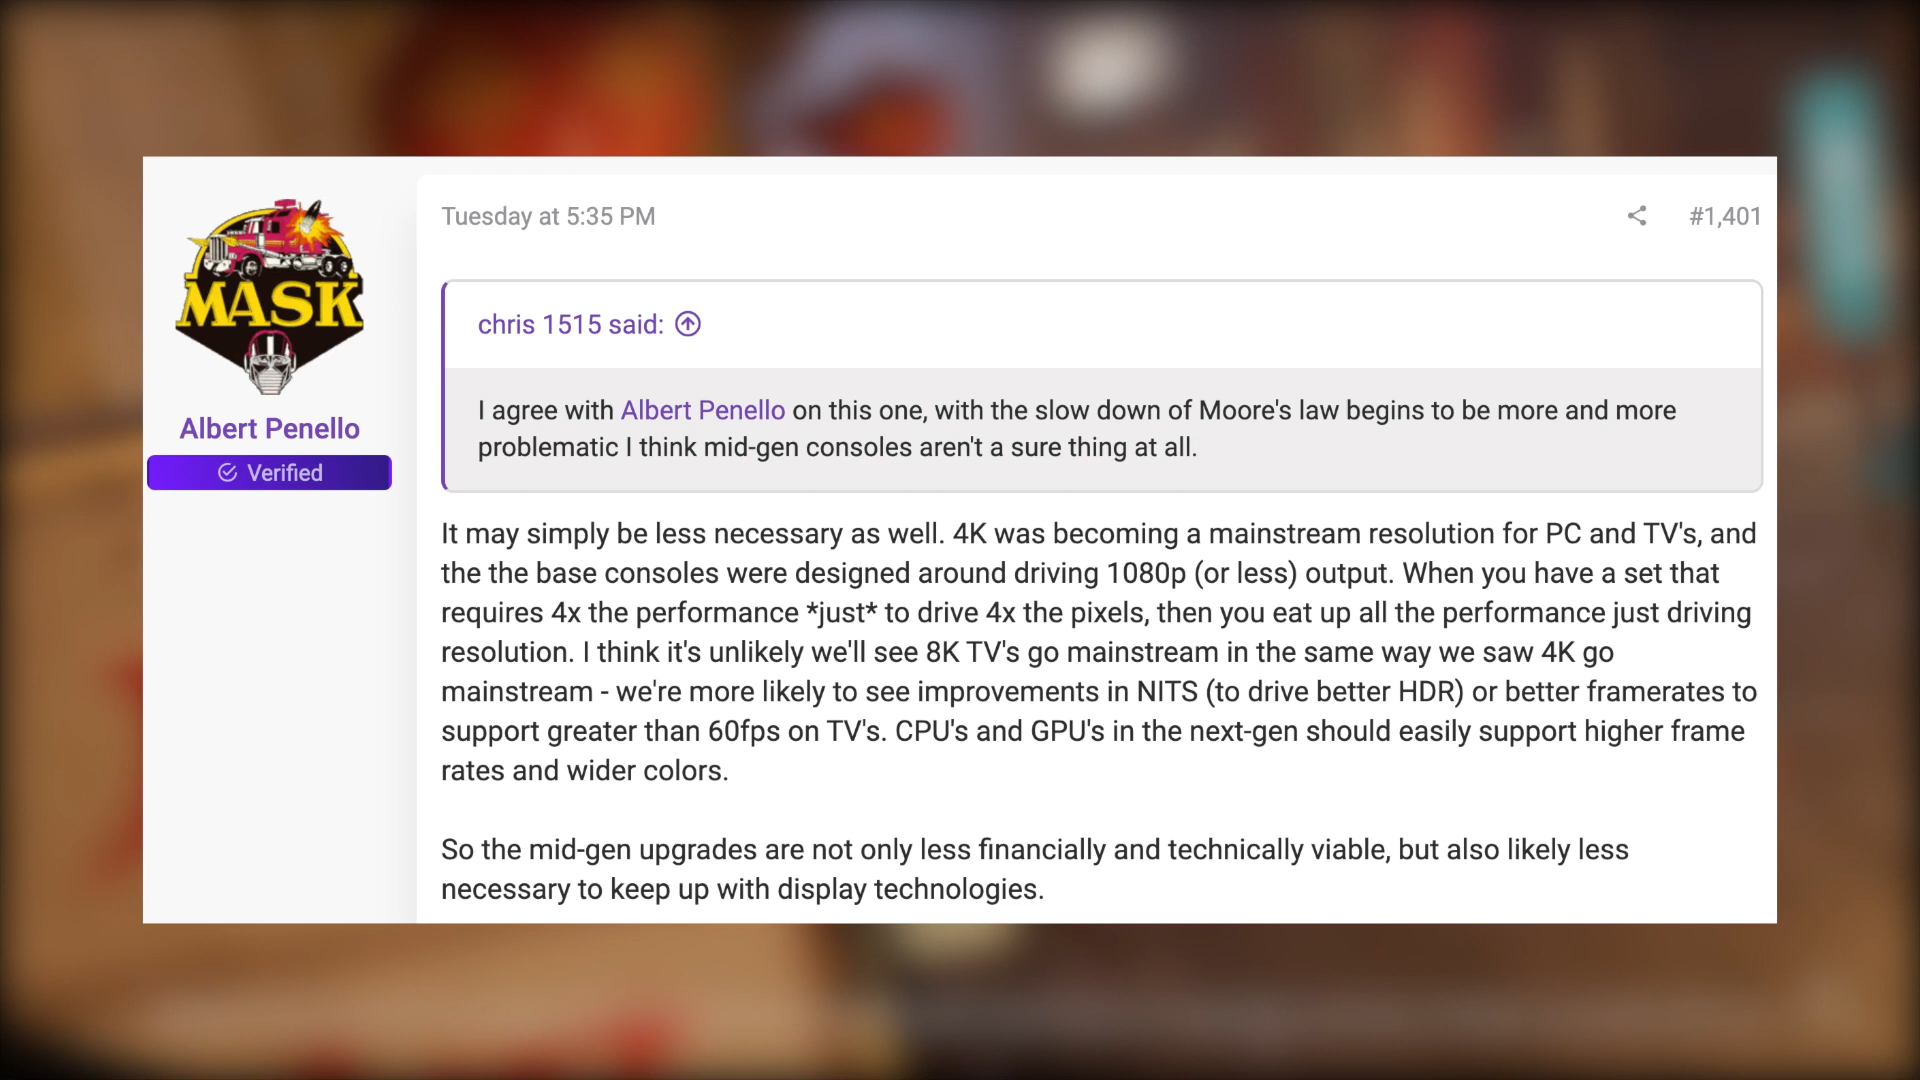 Tuesday at 5:35 PM
#1,401
MASK
Albert Penello
Verified
chris 1515 said:
I agree with Albert Penello on this one, with the slow down of Moore's law begins to be more and more
problematic I think mid-gen consoles aren't a sure thing at all.
It may simply be less necessary as well. 4K was becoming a mainstream resolution for PC and TV's, and
the the base consoles were designed around driving 1080p (or less) output. When you have a set that
requires 4x the performance *just* to drive 4x the pixels, then you eat up all the performance just driving
resolution. I think it's unlikely we'll see 8K TV's go mainstream in the same way we saw 4K go
mainstream - we're more likely to see improvements in NITS (to drive better HDR) or better framerates to
support greater than 60fps on TV's. CPU's and GPU's in the next-gen should easily support higher frame
rates and wider colors.
So the mid-gen upgrades are not only less financially and technically viable, but also likely less
necessary to keep up with display technologies.